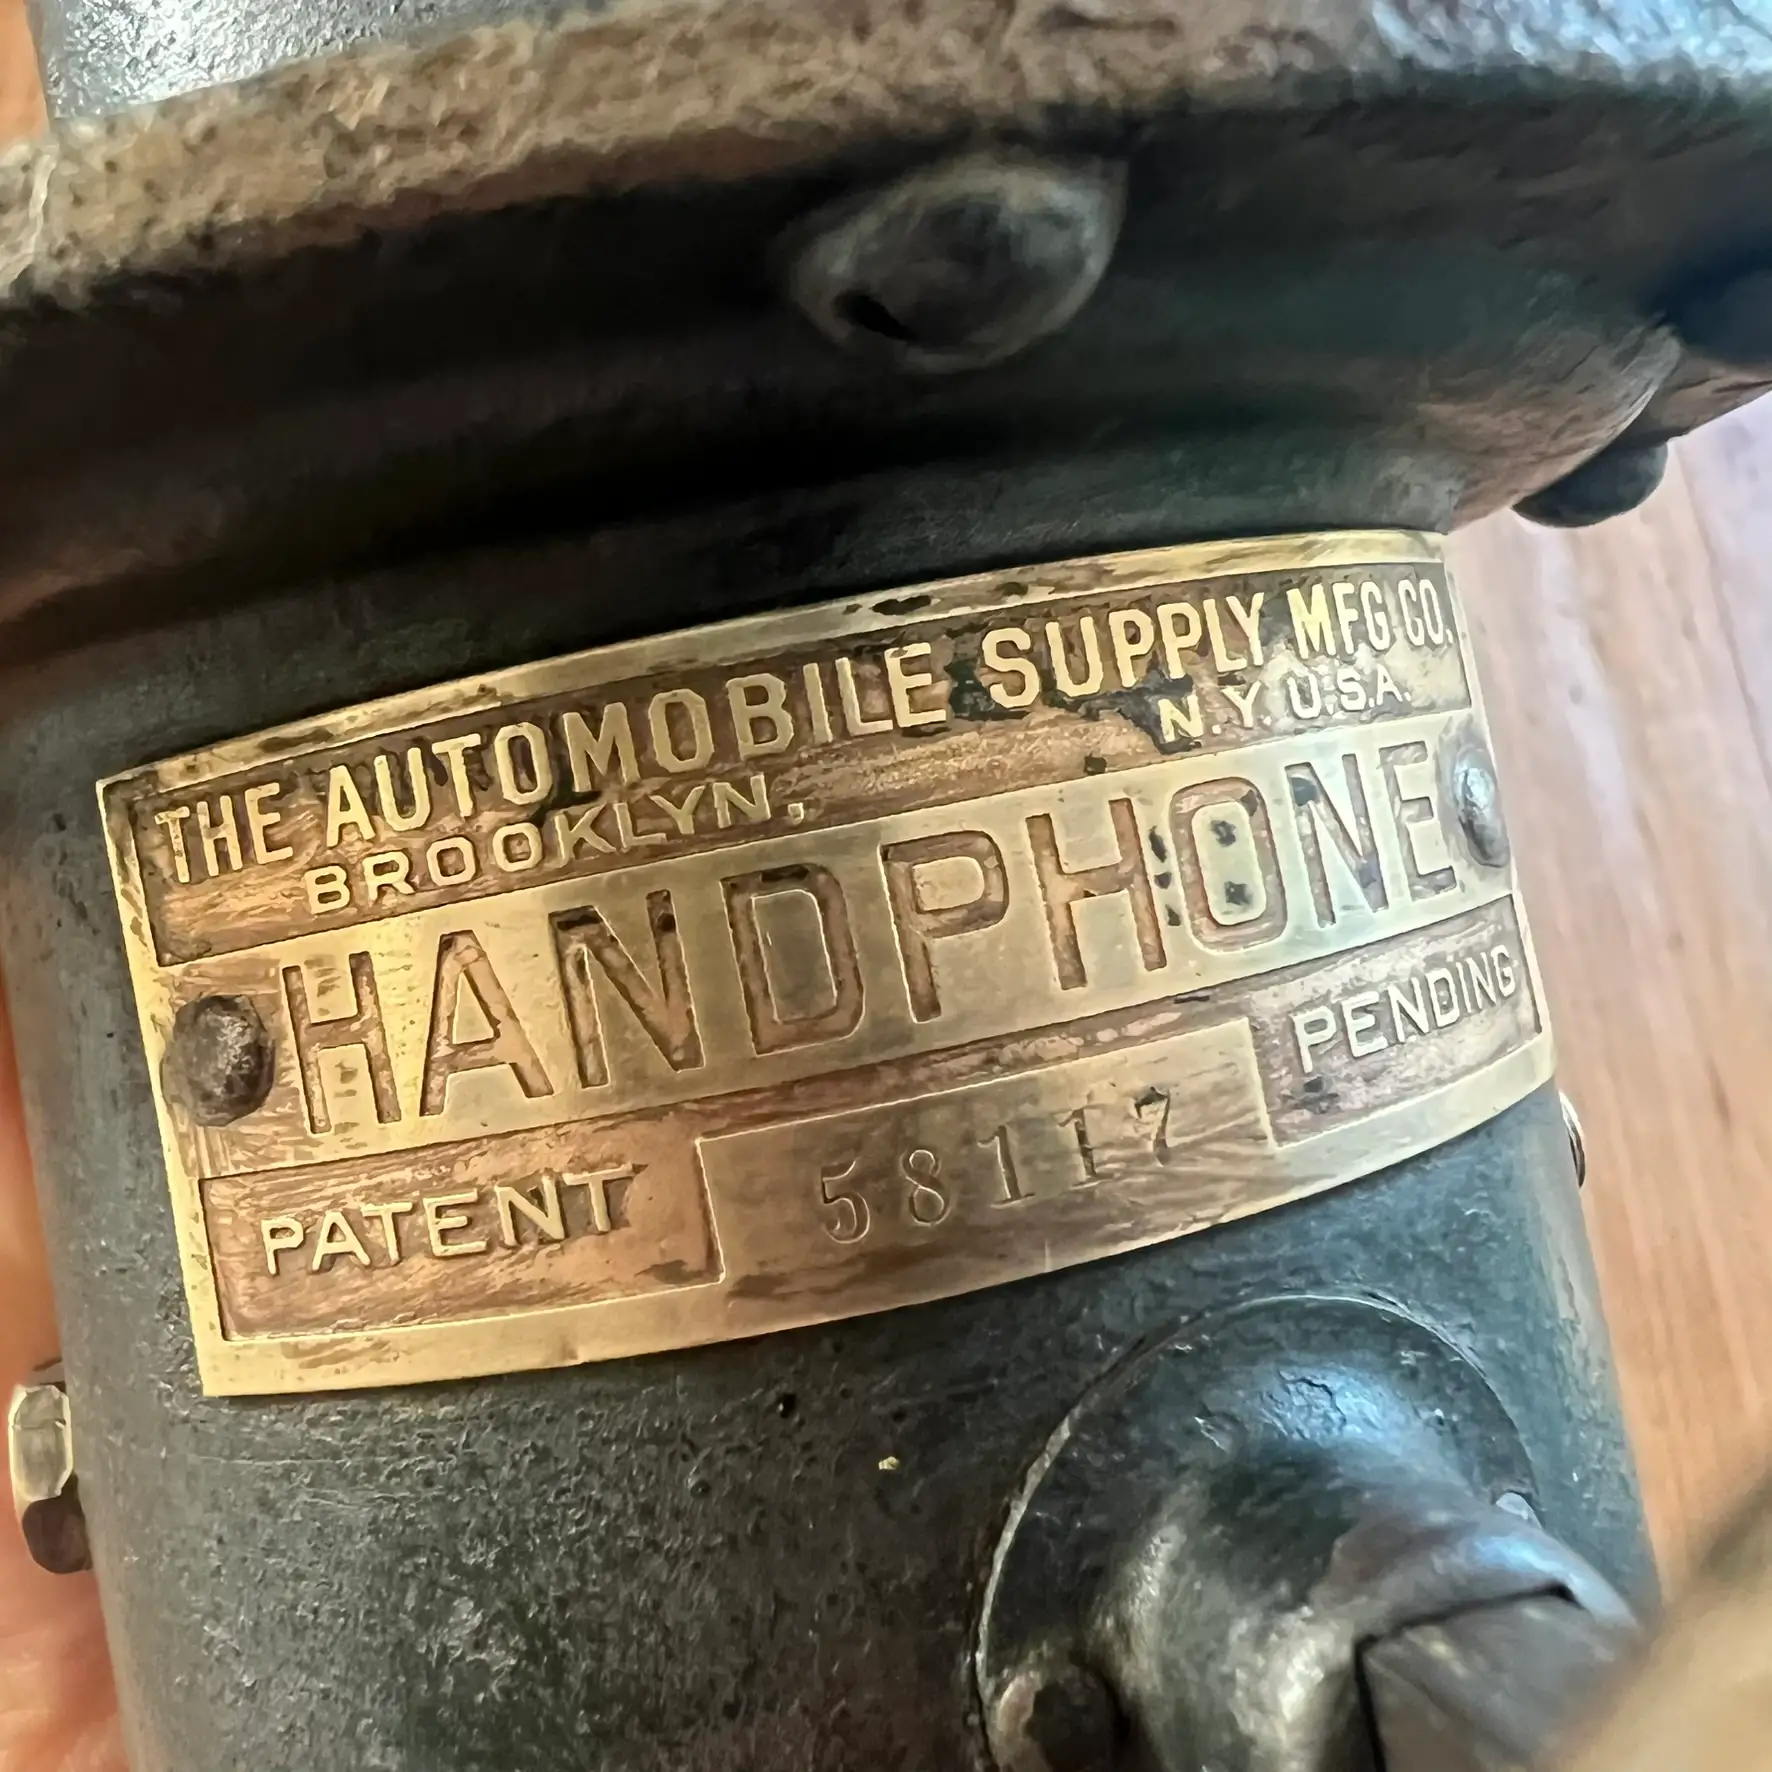 THE AUTOMOBILE SUPPLY MFG CO.
BROOKLYN, N.Y. U.S.A.
HANDPHONE
PATENT 58117 PENDING